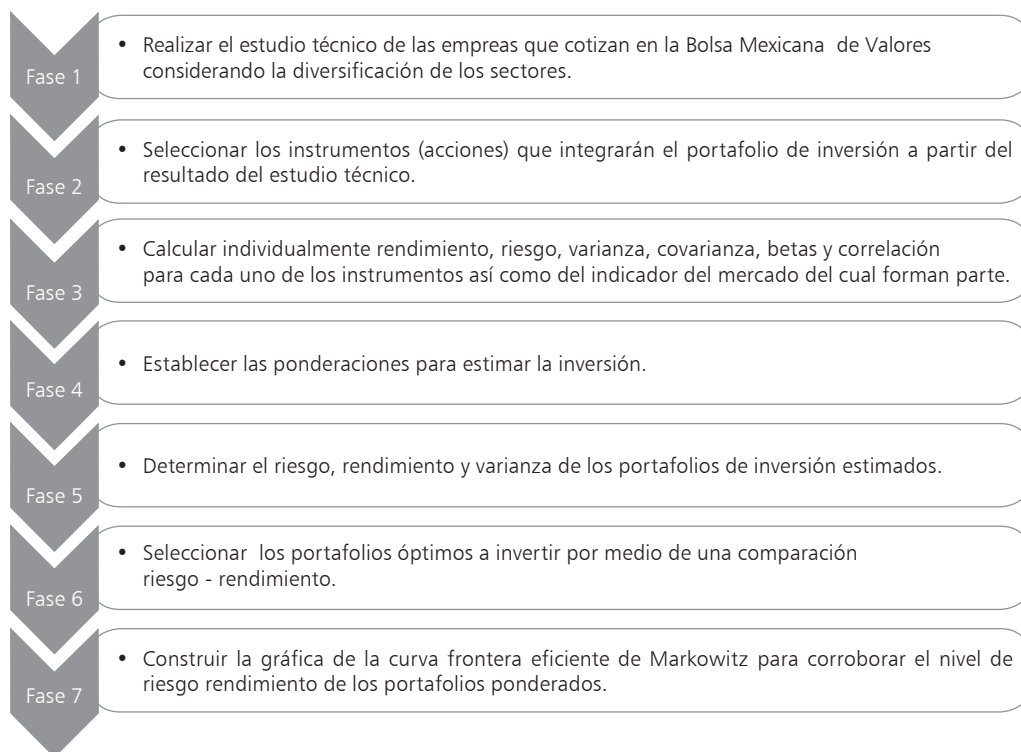 Fase 1
• Realizar el estudio técnico de las empreas que cotizan en la Bolsa Mexicana de Valores
considerando la diversificación de los sectores.
Fase 2
• Seleccionar los instrumentos (acciones) que integrarán el portafolio de inversión a partir del
resultado del estudio técnico.
Fase 3
• Calcular individualmente rendimiento, riesgo, varianza, covarianza, betas y correlación
para cada uno de los instrumentos así como del indicador del mercado del cual forman parte.
Fase 4
• Establecer las ponderaciones para estimar la inversión.
Fase 5
• Determinar el riesgo, rendimiento y varianza de los portafolios de inversión estimados.
Fase 6
• Seleccionar los portafolios óptimos a invertir por medio de una comparación
riesgo - rendimiento.
Fase 7
• Construir la gráfica de la curva frontera eficiente de Markowitz para corroborar el nivel de
riesgo rendimiento de los portafolios ponderados.